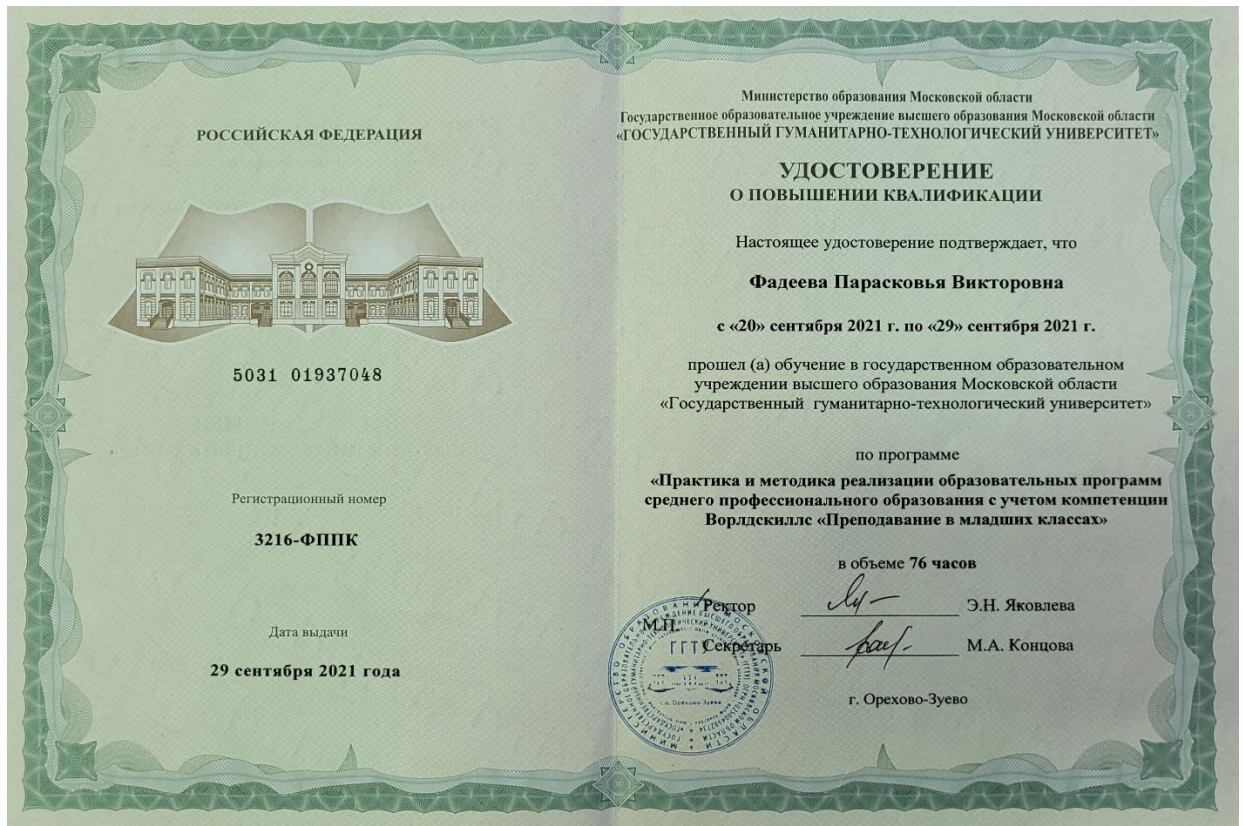 РОССИЙСКАЯ ФЕДЕРАЦИЯ
5031 01937048
Регистрационный номер
3216-ФППК
Дата выдачи
29 сентября 2021 года
Министерство образования Московской области
Государственное образовательное учреждение высшего образования Московской области
«ГОСУДАРСТВЕННЫЙ ГУМАНИТАРНО-ТЕХНОЛОГИЧЕСКИЙ УНИВЕРСИТЕТ»
УДОСТОВЕРЕНИЕ
О ПОВЫШЕНИИ КВАЛИФИКАЦИИ
Настоящее удостоверение подтверждает, что
Фадеева Парасковья Викторовна
с «20» сентября 2021 г. по «29» сентября 2021 г.
прошел (а) обучение в государственном образовательном
учреждении высшего образования Московской области
«Государственный гуманитарно-технологический университет»
по программе
«Практика и методика реализации образовательных программ
среднего профессионального образования с учетом компетенции
Ворлдскиллс «Преподавание в младших классах»
в объеме 76 часов
Ректор Э.Н. Яковлева
М.П.
Секретарь М.А. Концова
г. Орехово-Зуево
МИНИСТЕРСТВО ОБРАЗОВАНИЯ МОСКОВСКОЙ ОБЛАСТИ
ГГТУ
г.о. Орехово-Зуево